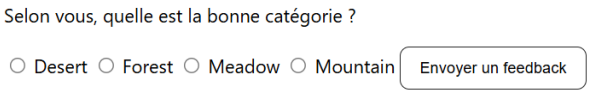 Selon vous, quelle est la bonne catégorie ?
Desert Forest Meadow Mountain Envoyer un feedback